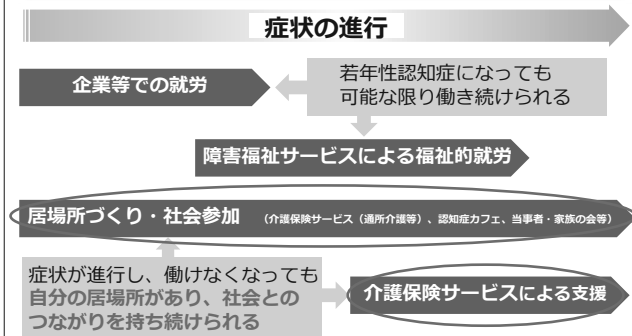 症状の進行
企業等での就労
若年性認知症になっても
可能な限り働き続けられる
障害福祉サービスによる福祉的就労
居場所づくり・社会参加 （介護保険サービス（通所介護等）、認知症カフェ、当事者・家族の会等）
症状が進行し、働けなくなっても
自分の居場所があり、社会との
つながりを持ち続けられる
介護保険サービスによる支援